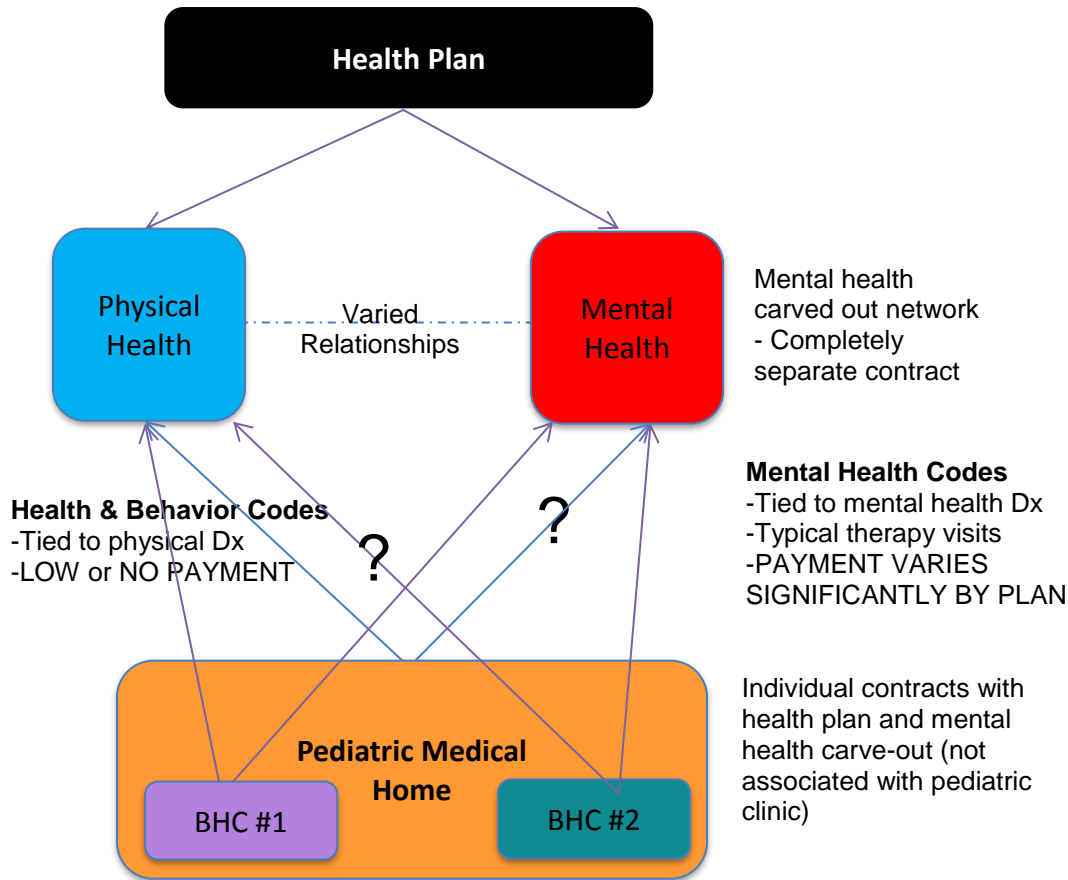 Health Plan
Physical
Health
Varied
Relationships
Mental
Health
Mental health
carved out network
- Completely
separate contract
Health & Behavior Codes
-Tied to physical Dx
-LOW or NO PAYMENT
?
?
Mental Health Codes
-Tied to mental health Dx
-Typical therapy visits
-PAYMENT VARIES
SIGNIFICANTLY BY PLAN
Pediatric Medical
Home
BHC #1
BHC #2
Individual contracts with
health plan and mental
health carve-out (not
associated with pediatric
clinic)